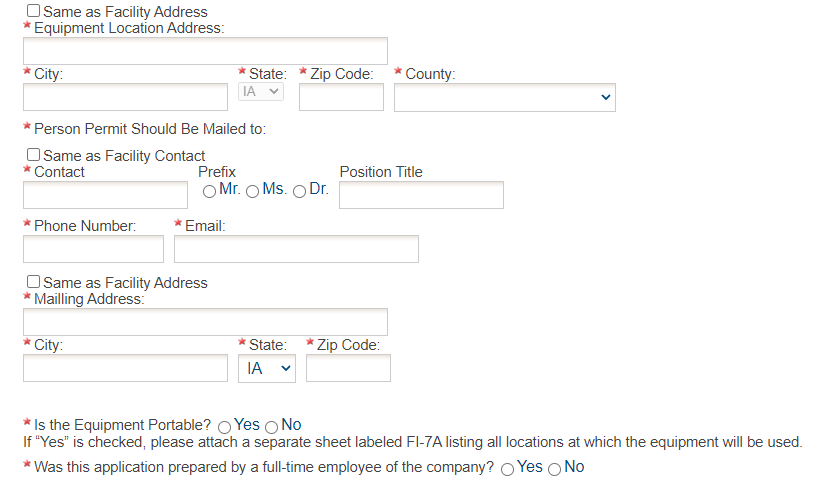 Same as Facility Address
* Equipment Location Address:
* City: * State: * Zip Code: * County:
IA
* Person Permit Should Be Mailed to:
Same as Facility Contact
* Contact Prefix Position Title
Mr. Ms. Dr.
* Phone Number: * Email:
Same as Facility Address
* Mailling Address:
* City: * State: * Zip Code:
IA
* Is the Equipment Portable? Yes No
If "Yes" is checked, please attach a separate sheet labeled FI-7A listing all locations at which the equipment will be used.
* Was this application prepared by a full-time employee of the company? Yes No